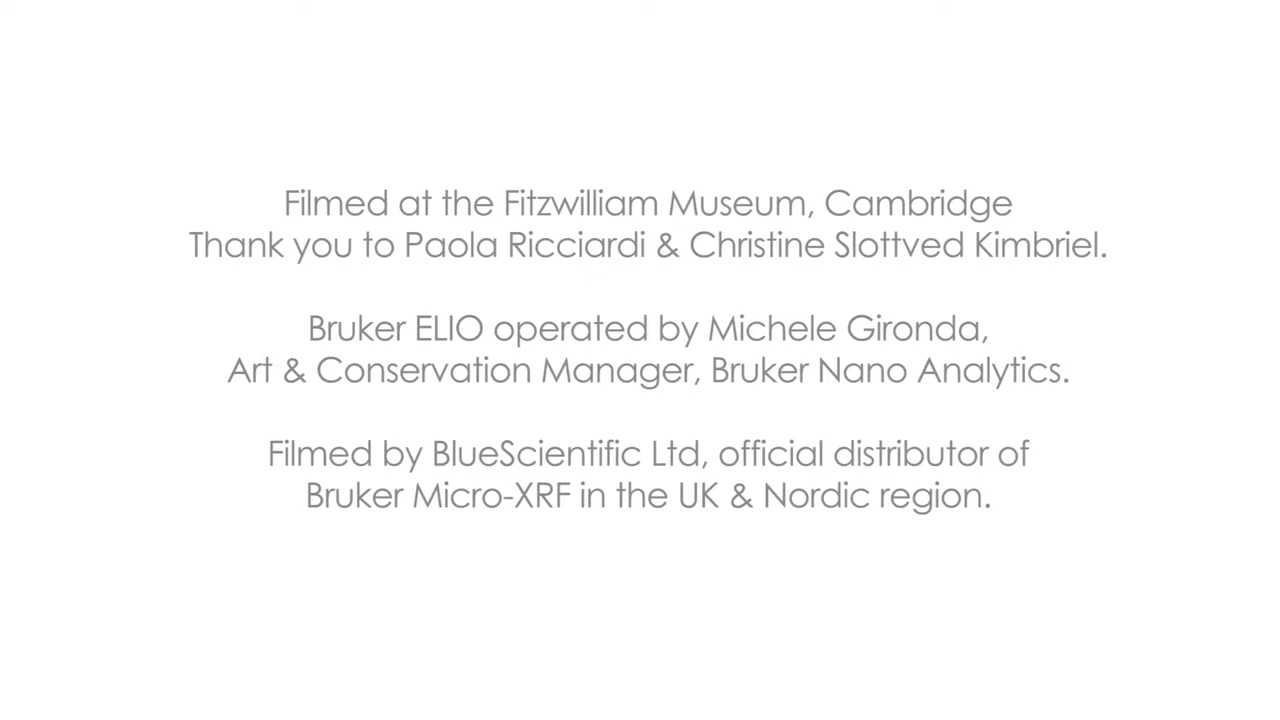 Filmed at the Fitzwilliam Museum, Cambridge
Thank you to Paola Ricciardi & Christine Slottved Kimbriel.
Bruker ELIO operated by Michele Gironda,
Art & Conservation Manager, Bruker Nano Analytics.
Filmed by BlueScientific Ltd, official distributor of
Bruker Micro-XRF in the UK & Nordic region.